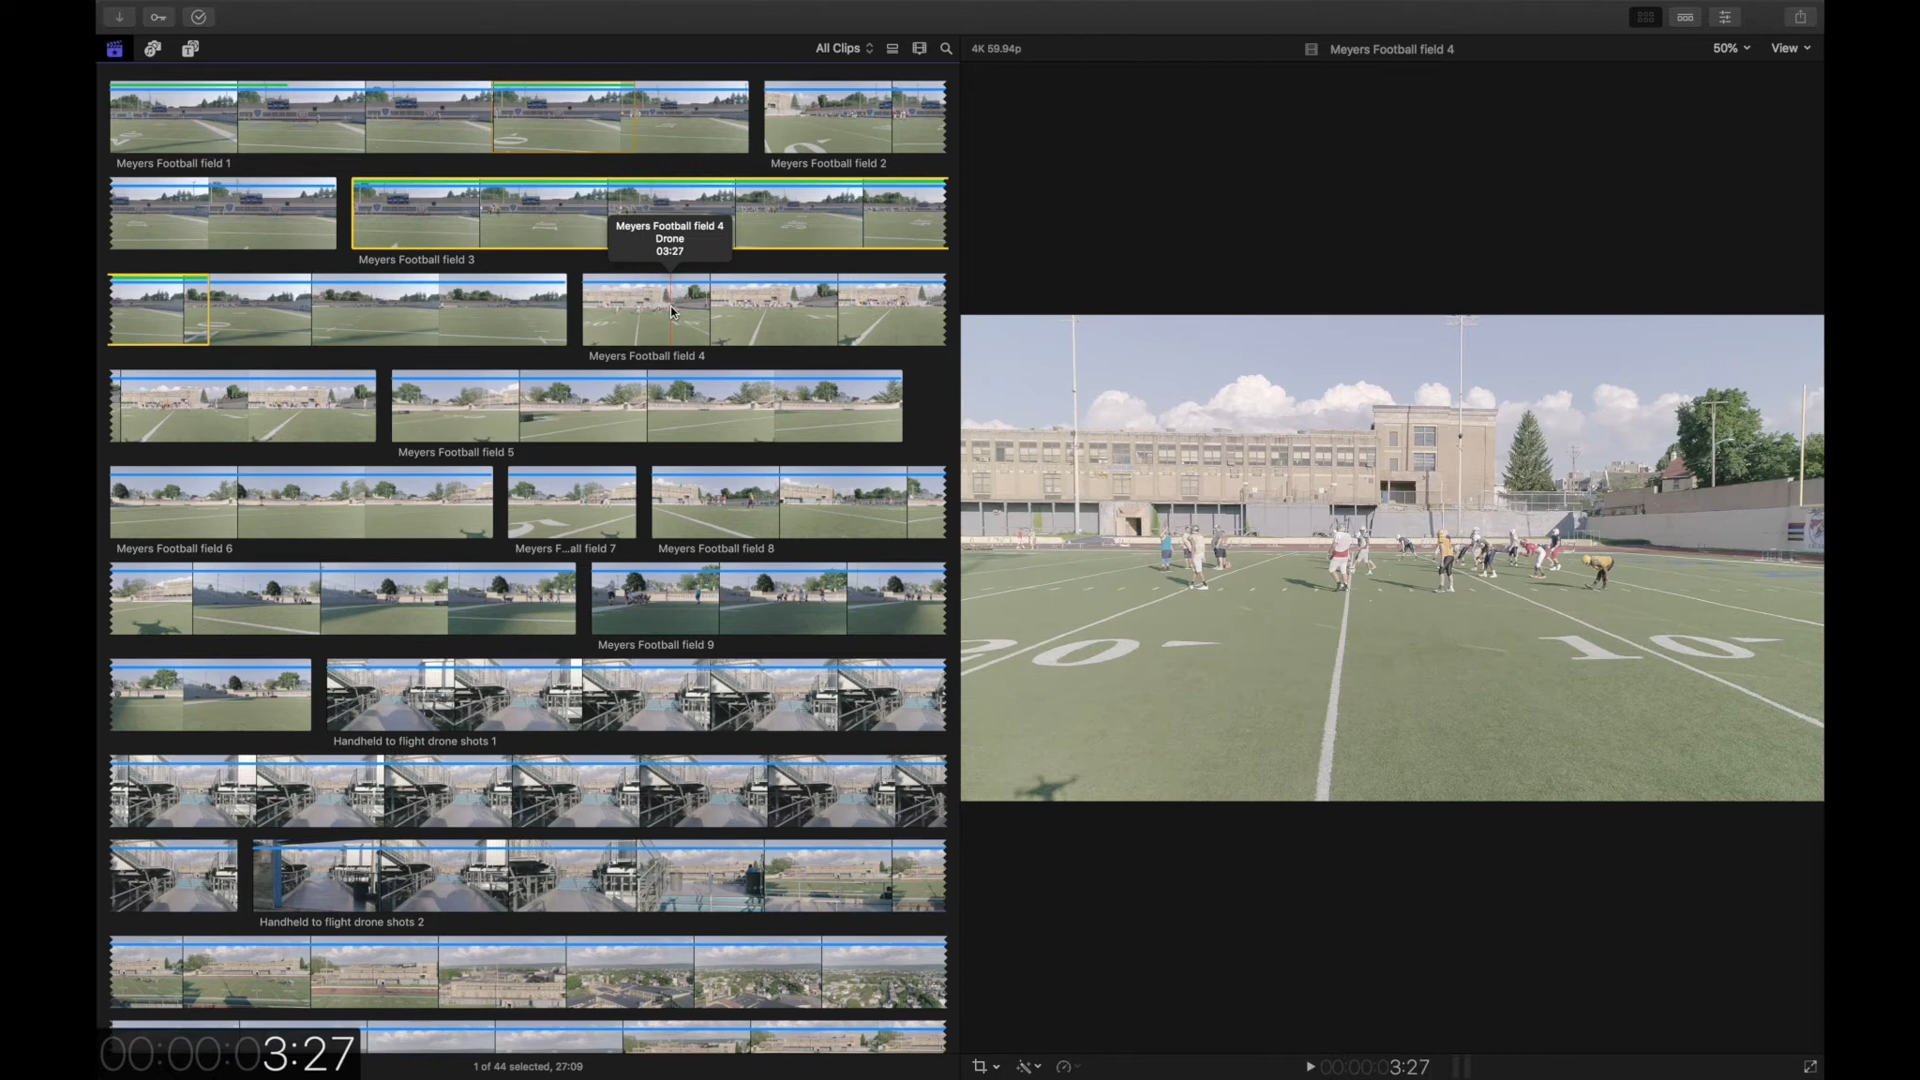 All Clips
4K 59.94p
Meyers Football field 4
50%
View
Meyers Football field 1
Meyers Football field 2
Meyers Football field 4
Drone
03:27
Meyers Football field 3
Meyers Football field 4
20
10
Meyers Football field 5
Meyers Football field 6
Meyers F...all field 7
Meyers Football field 8
Meyers Football field 9
Handheld to flight drone shots 1
Handheld to flight drone shots 2
00:00:03:27
1 of 44 selected, 27:09
00:00:03:27